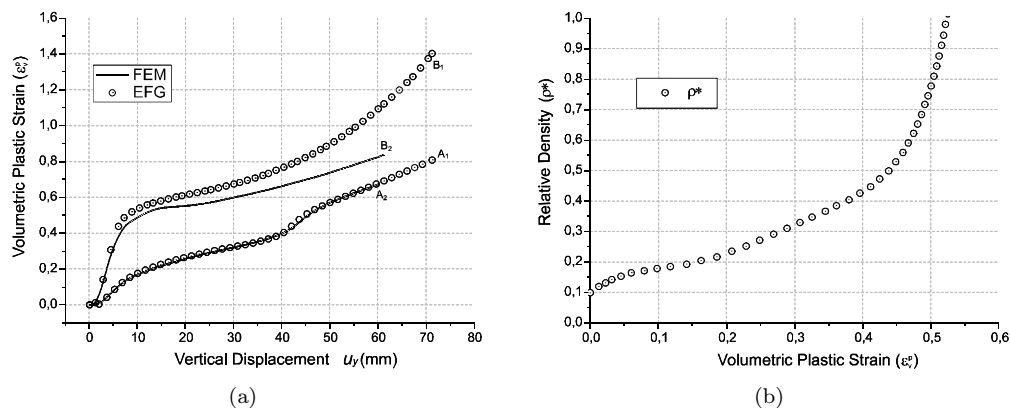 Volumetric Plastic Strain (εᵖᵥ)
1,6
1,4
1,2
1,0
0,8
0,6
0,4
0,2
0,0
FEM
EFG
B₁
B₂
A₁
A₂
0 10 20 30 40 50 60 70 80
Vertical Displacement uᵧ(mm)
(a)
Relative Density (ρ*)
1,0
0,9
0,8
0,7
0,6
0,5
0,4
0,3
0,2
0,1
0,0
ρ*
0,0 0,1 0,2 0,3 0,4 0,5 0,6
Volumetric Plastic Strain (εᵖᵥ)
(b)